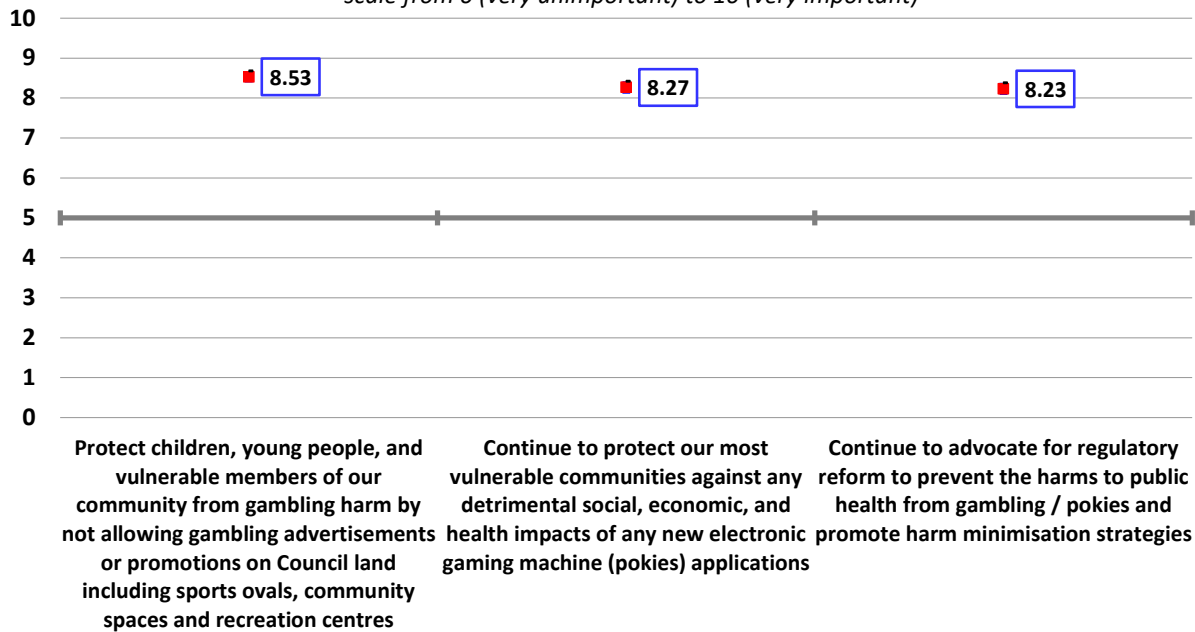 scale from 0 (very unimportant) to 10 (very important)
10
9
8
7
6
5
4
3
2
1
0
8.53
8.27
8.23
Protect children, young people, and
vulnerable members of our
community from gambling harm by
not allowing gambling advertisements
or promotions on Council land
including sports ovals, community
spaces and recreation centres
Continue to protect our most
vulnerable communities against any
detrimental social, economic, and
health impacts of any new electronic
gaming machine (pokies) applications
Continue to advocate for regulatory
reform to prevent the harms to public
health from gambling / pokies and
promote harm minimisation strategies